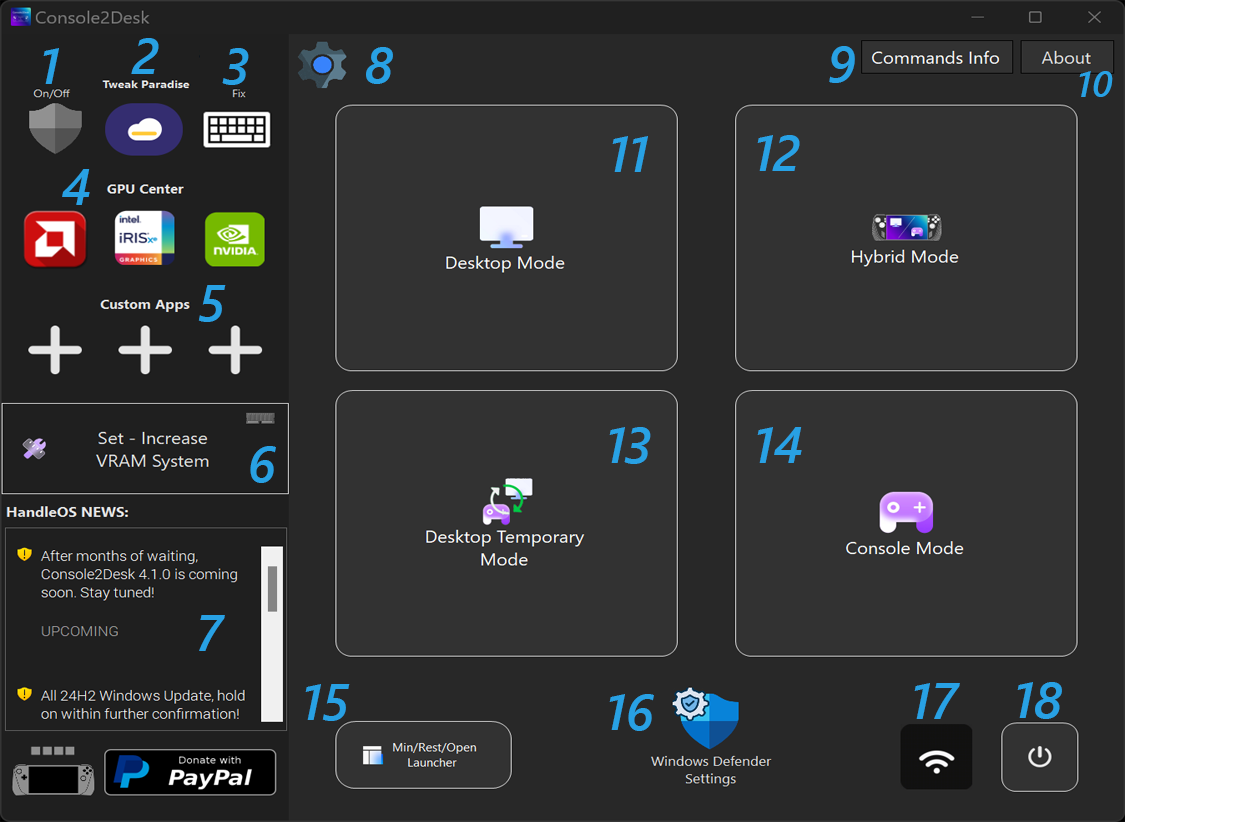 Console2Desk
1
2
3
On/Off
Tweak Paradise
Fix
4
GPU Center
intel.
iRISxe
GRAPHICS
NVIDIA
Custom Apps
5
Set - Increase
VRAM System
6
HandleOS NEWS:
After months of waiting,
Console2Desk 4.1.0 is coming
soon. Stay tuned!
UPCOMING
7
All 24H2 Windows Update, hold
on within further confirmation!
Donate with
PayPal
8
9
Commands Info
About
10
11
Desktop Mode
12
Hybrid Mode
13
Desktop Temporary
Mode
14
Console Mode
15
Min/Rest/Open
Launcher
16
Windows Defender
Settings
17
18